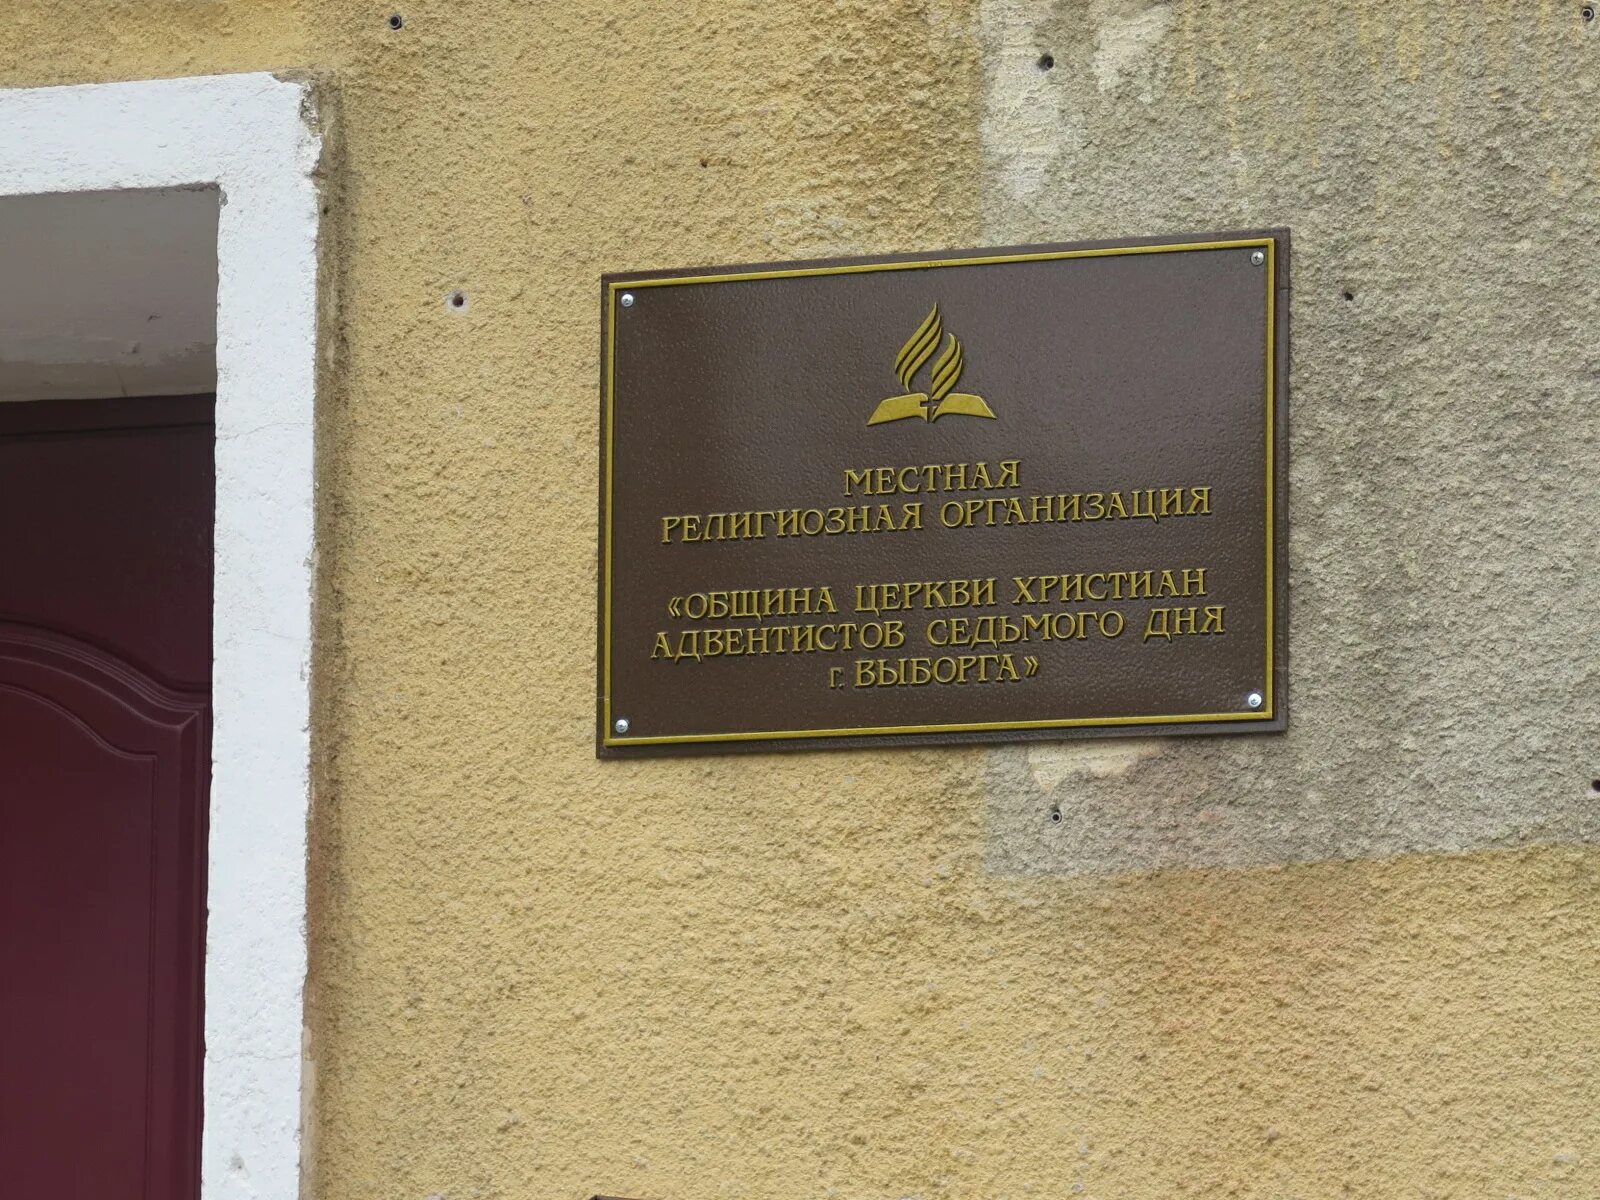 МЕСТНАЯ
РЕЛИГИОЗНАЯ ОРГАНИЗАЦИЯ
«ОБЩИНА ЦЕРКВИ ХРИСТИАН
АДВЕНТИСТОВ СЕДЬМОГО ДНЯ
г. ВЫБОРГА»